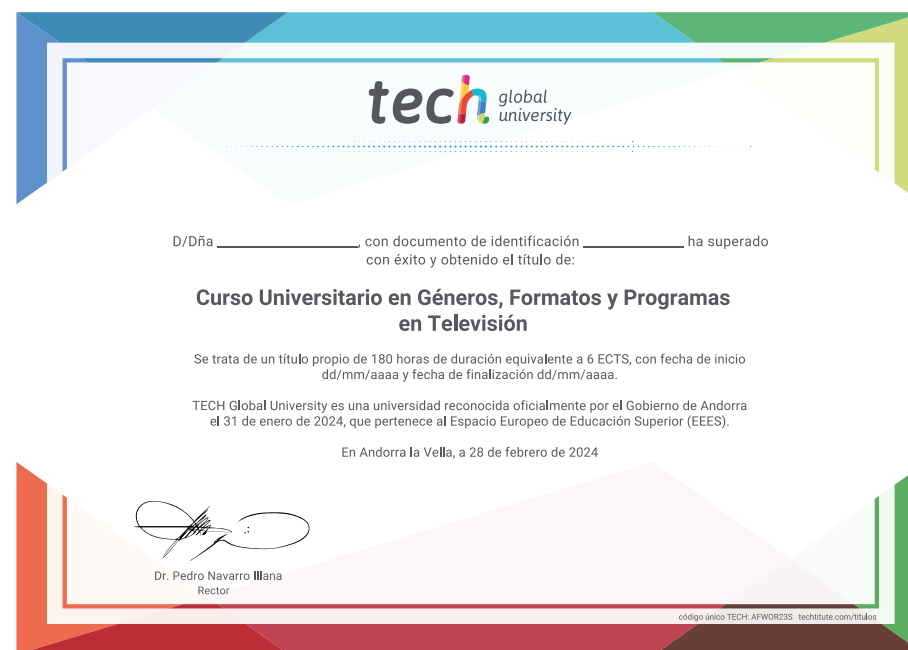 tech global
university
D/Dña ______________, con documento de identificación ______________ ha superado
con éxito y obtenido el título de:
Curso Universitario en Géneros, Formatos y Programas
en Televisión
Se trata de un título propio de 180 horas de duración equivalente a 6 ECTS, con fecha de inicio
dd/mm/aaaa y fecha de finalización dd/mm/aaaa.
TECH Global University es una universidad reconocida oficialmente por el Gobierno de Andorra
el 31 de enero de 2024, que pertenece al Espacio Europeo de Educación Superior (EEES).
En Andorra la Vella, a 28 de febrero de 2024
Dr. Pedro Navarro Illana
Rector
código único TECH: AFWOR23S techtitute.com/titulos